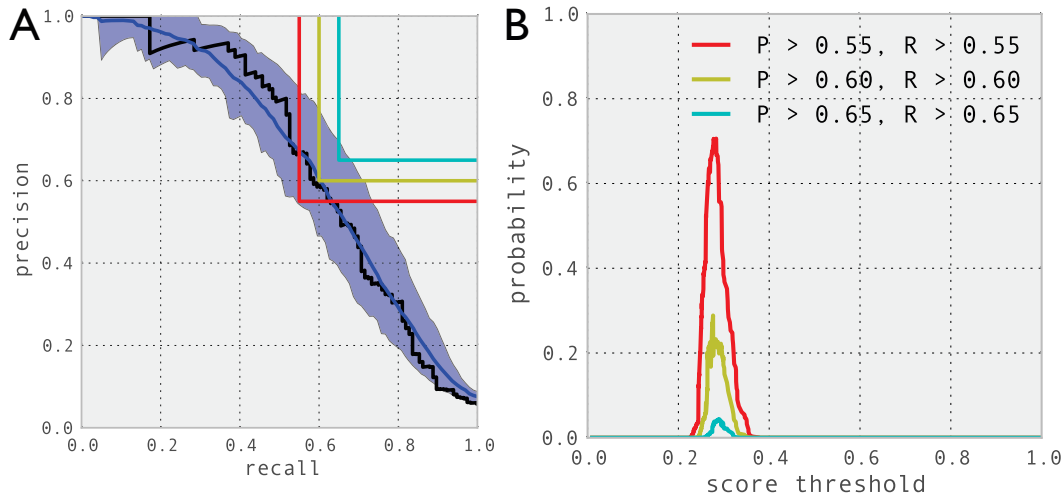 A
1.0
0.8
0.6
0.4
0.2
0.0
precision
0.0 0.2 0.4 0.6 0.8 1.0
recall
B
1.0
0.8
0.6
0.4
0.2
0.0
probability
P > 0.55, R > 0.55
P > 0.60, R > 0.60
P > 0.65, R > 0.65
0.0 0.2 0.4 0.6 0.8 1.0
score threshold